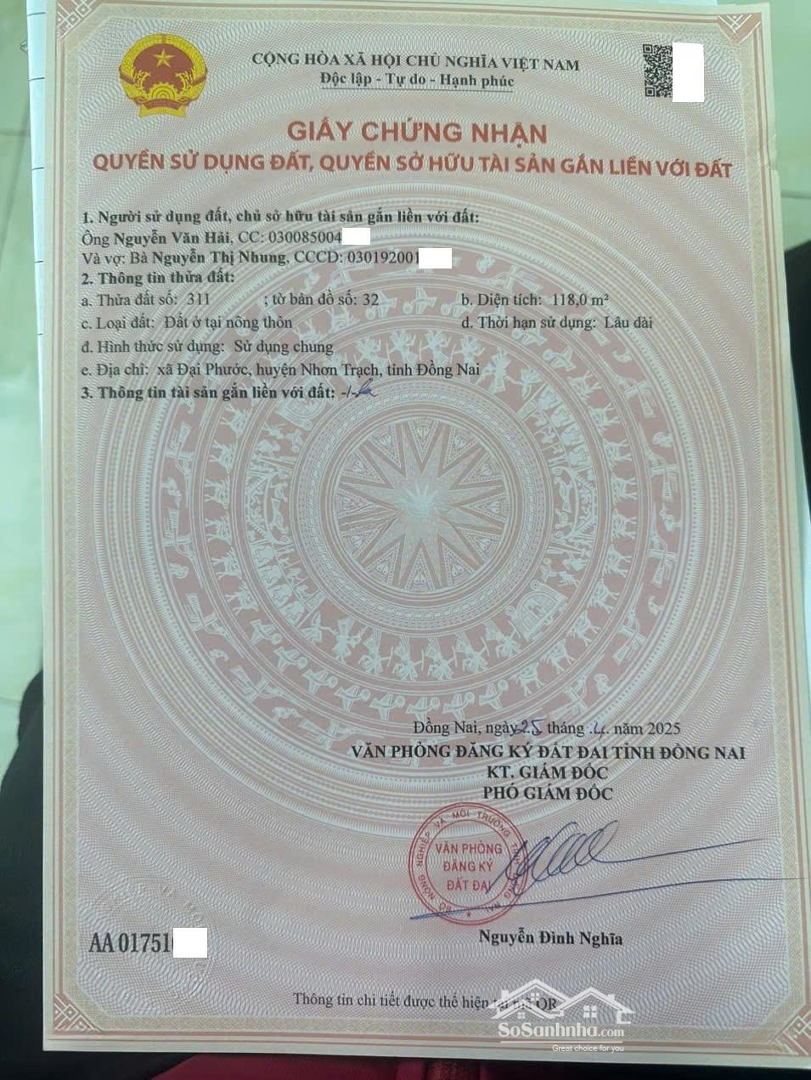 CỘNG HÒA XÃ HỘI CHỦ NGHĨA VIỆT NAM
Độc lập - Tự do - Hạnh phúc
GIẤY CHỨNG NHẬN
QUYỀN SỬ DỤNG ĐẤT, QUYỀN SỞ HỮU TÀI SẢN GẮN LIỀN VỚI ĐẤT
1. Người sử dụng đất, chủ sở hữu tài sản gắn liền với đất:
Ông Nguyễn Văn Hải, CC: 030085004
Và vợ: Bà Nguyễn Thị Nhung, CCCD: 030192001
2. Thông tin thửa đất:
a. Thửa đất số: 311 ; tờ bản đồ số: 32 b. Diện tích: 118,0 m²
c. Loại đất: Đất ở tại nông thôn d. Thời hạn sử dụng: Lâu dài
đ. Hình thức sử dụng: Sử dụng chung
e. Địa chỉ: xã Đại Phước, huyện Nhơn Trạch, tỉnh Đồng Nai
3. Thông tin tài sản gắn liền với đất: -/-
Đồng Nai, ngày 25 tháng .4. năm 2025
VĂN PHÒNG ĐĂNG KÝ ĐẤT ĐAI TỈNH ĐỒNG NAI
KT. GIÁM ĐỐC
PHÓ GIÁM ĐỐC
VĂN PHÒNG
ĐĂNG KÝ
ĐẤT ĐAI
Nguyễn Đình Nghĩa
AA 01751
Thông tin chi tiết được thể hiện tại mã QR
SoSanhnha.com
Great choice for you